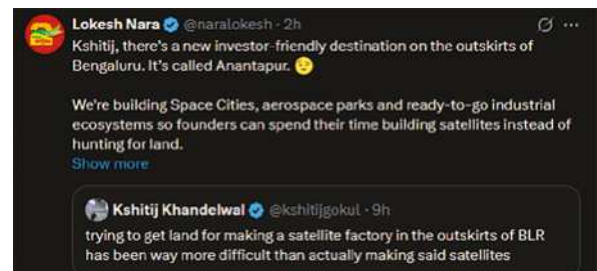 Lokesh Nara @naralokesh · 2h
Kshitij, there's a new investor-friendly destination on the outskirts of
Bengaluru. It's called Anantapur. 😉
We're building Space Cities, aerospace parks and ready-to-go industrial
ecosystems so founders can spend their time building satellites instead of
hunting for land.
Show more
Kshitij Khandelwal @kshitijgokul · 9h
trying to get land for making a satellite factory in the outskirts of BLR
has been way more difficult than actually making said satellites